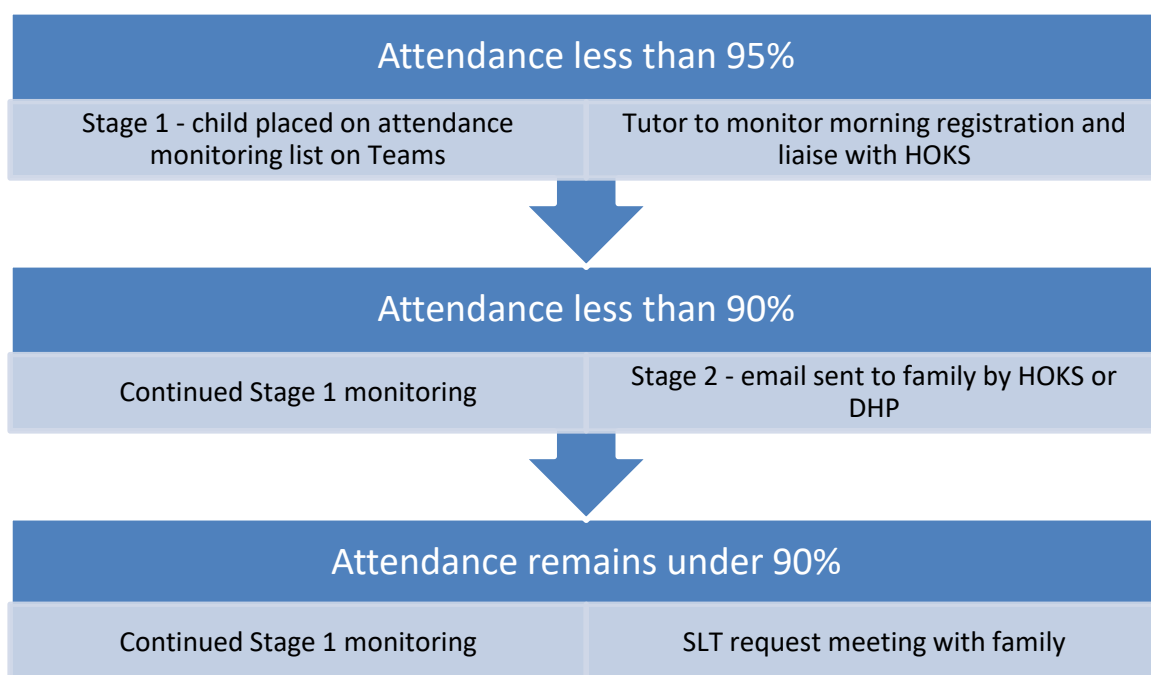 Attendance less than 95%
Stage 1 - child placed on attendance
monitoring list on Teams
Tutor to monitor morning registration and
liaise with HOKS
Attendance less than 90%
Continued Stage 1 monitoring
Stage 2 - email sent to family by HOKS or
DHP
Attendance remains under 90%
Continued Stage 1 monitoring
SLT request meeting with family